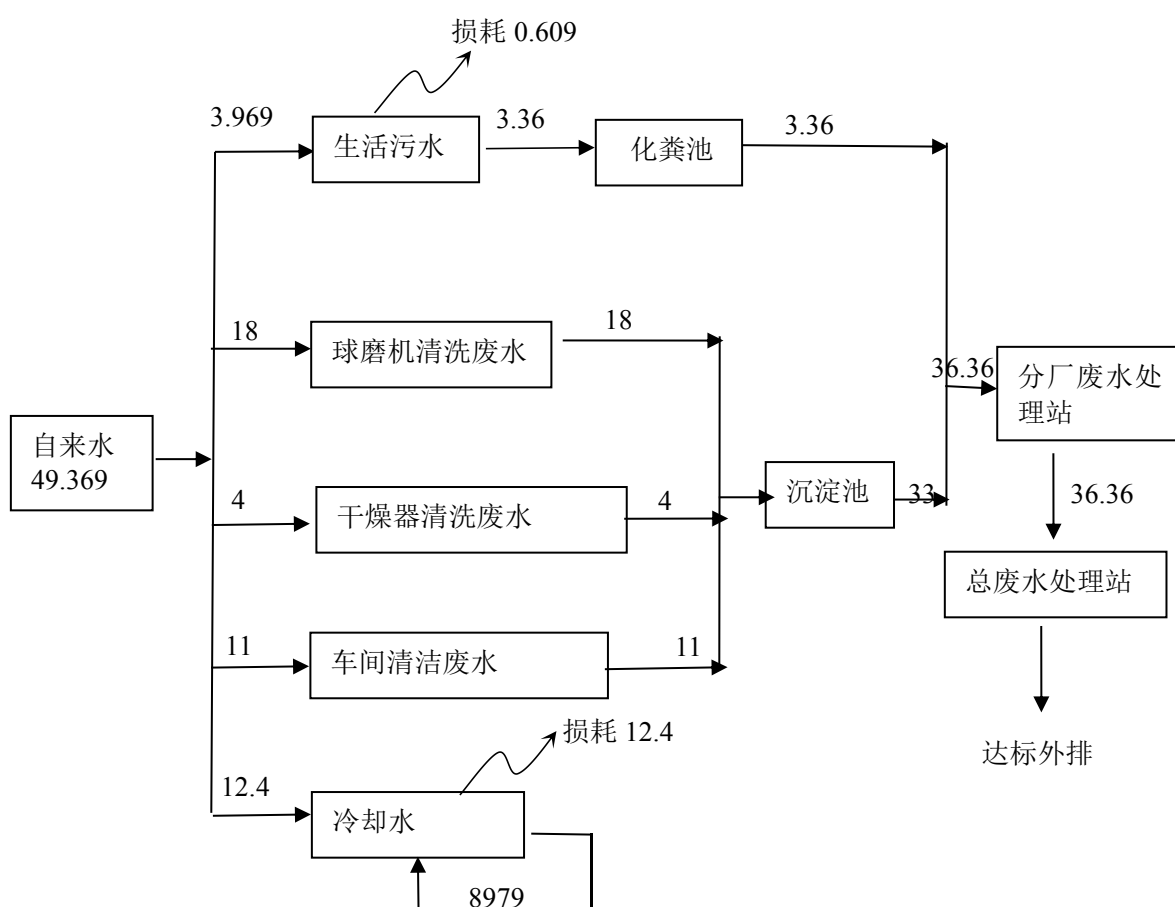 损耗 0.609
3.969
生活污水
3.36
化粪池
3.36
18
球磨机清洗废水
18
36.36
分厂废水处
理站
自来水
49.369
4
干燥器清洗废水
4
沉淀池
33
36.36
总废水处理站
11
车间清洁废水
11
损耗 12.4
达标外排
12.4
冷却水
8979